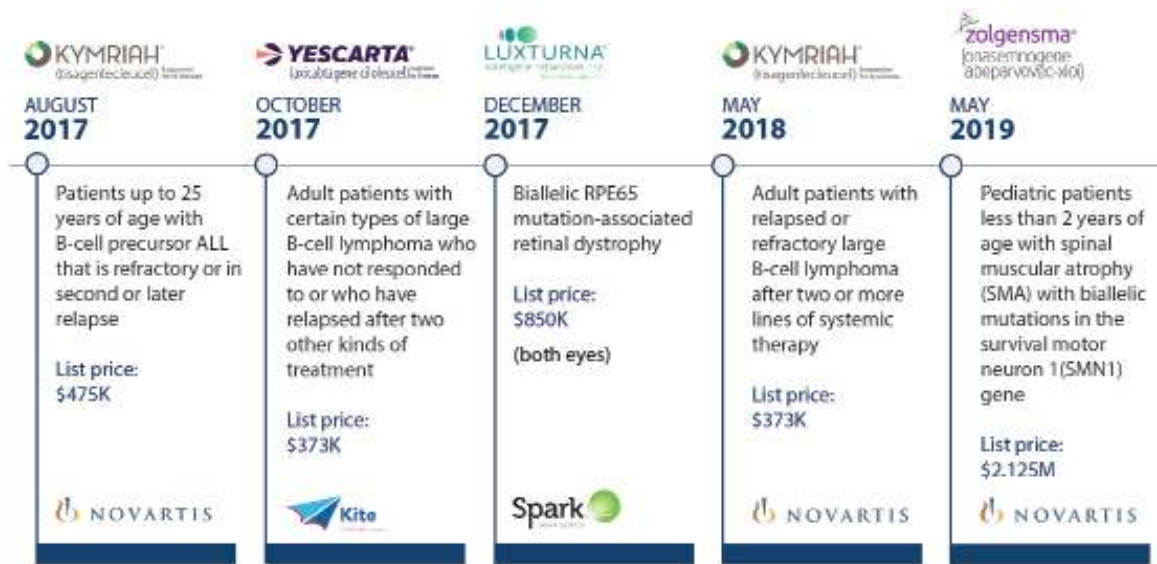 KYMRIAH®
(tisagenlecleucel)
AUGUST
2017
Patients up to 25
years of age with
B-cell precursor ALL
that is refractory or in
second or later
relapse
List price:
$475K
NOVARTIS
YESCARTA®
OCTOBER
2017
Adult patients with
certain types of large
B-cell lymphoma who
have not responded
to or who have
relapsed after two
other kinds of
treatment
List price:
$373K
Kite
LUXTURNA
DECEMBER
2017
Biallelic RPE65
mutation-associated
retinal dystrophy
List price:
$850K
(both eyes)
Spark
KYMRIAH®
(tisagenlecleucel)
MAY
2018
Adult patients with
relapsed or
refractory large
B-cell lymphoma
after two or more
lines of systemic
therapy
List price:
$373K
NOVARTIS
zolgensma®
(onasemnogene
abeparvovec-xioi)
MAY
2019
Pediatric patients
less than 2 years of
age with spinal
muscular atrophy
(SMA) with biallelic
mutations in the
survival motor
neuron 1(SMN1)
gene
List price:
$2.125M
NOVARTIS